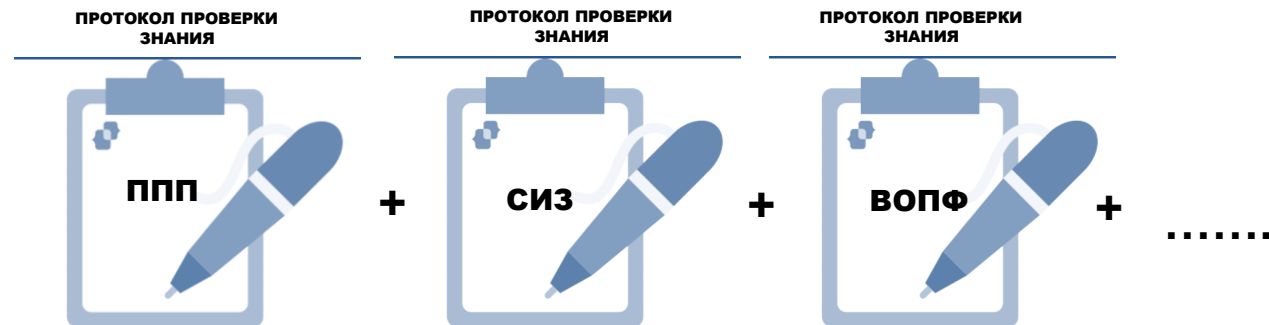 ПРОТОКОЛ ПРОВЕРКИ
ЗНАНИЯ
ППП
+
ПРОТОКОЛ ПРОВЕРКИ
ЗНАНИЯ
СИЗ
+
ПРОТОКОЛ ПРОВЕРКИ
ЗНАНИЯ
ВОПФ
+
.......